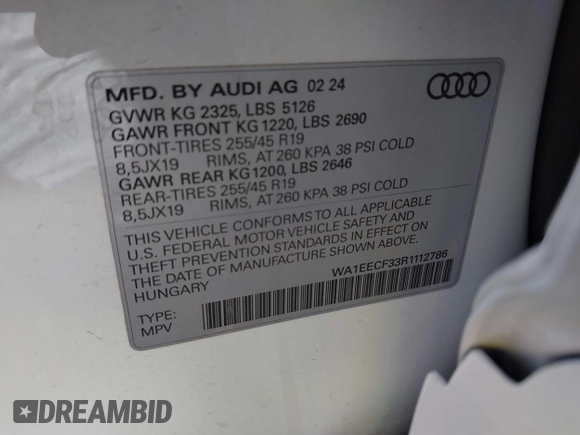 MFD. BY AUDI AG 02 24
GVWR KG 2325, LBS 5126
GAWR FRONT KG 1220, LBS 2690
FRONT-TIRES 255/45 R19
8,5JX19 RIMS, AT 260 KPA 38 PSI COLD
GAWR REAR KG 1200, LBS 2646
REAR-TIRES 255/45 R19
8,5JX19 RIMS, AT 260 KPA 38 PSI COLD
THIS VEHICLE CONFORMS TO ALL APPLICABLE
U.S. FEDERAL MOTOR VEHICLE SAFETY AND
THEFT PREVENTION STANDARDS IN EFFECT ON
THE DATE OF MANUFACTURE SHOWN ABOVE.
HUNGARY
WA1EECF33R1112786
TYPE:
MPV
DREAMBID